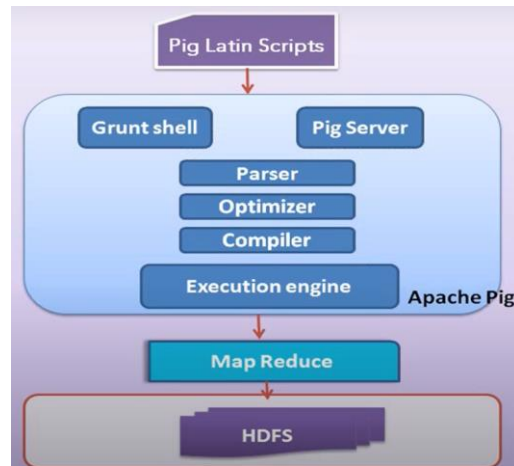 Pig Latin Scripts
Grunt shell
Pig Server
Parser
Optimizer
Compiler
Execution engine
Apache Pig
Map Reduce
HDFS